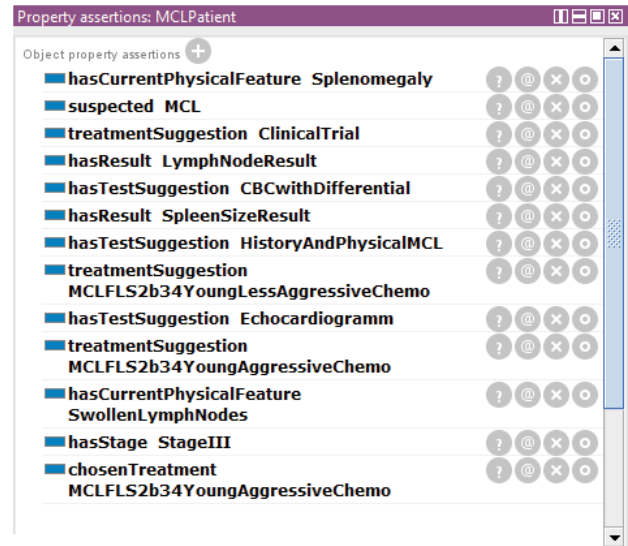 Property assertions: MCLPatient
Object property assertions
hasCurrentPhysicalFeature Splenomegaly
suspected MCL
treatmentSuggestion ClinicalTrial
hasResult LymphNodeResult
hasTestSuggestion CBCwithDifferential
hasResult SpleenSizeResult
hasTestSuggestion HistoryAndPhysicalMCL
treatmentSuggestion
MCLFLS2b34YoungLessAggressiveChemo
hasTestSuggestion Echocardiogramm
treatmentSuggestion
MCLFLS2b34YoungAggressiveChemo
hasCurrentPhysicalFeature
SwollenLymphNodes
hasStage StageIII
chosenTreatment
MCLFLS2b34YoungAggressiveChemo